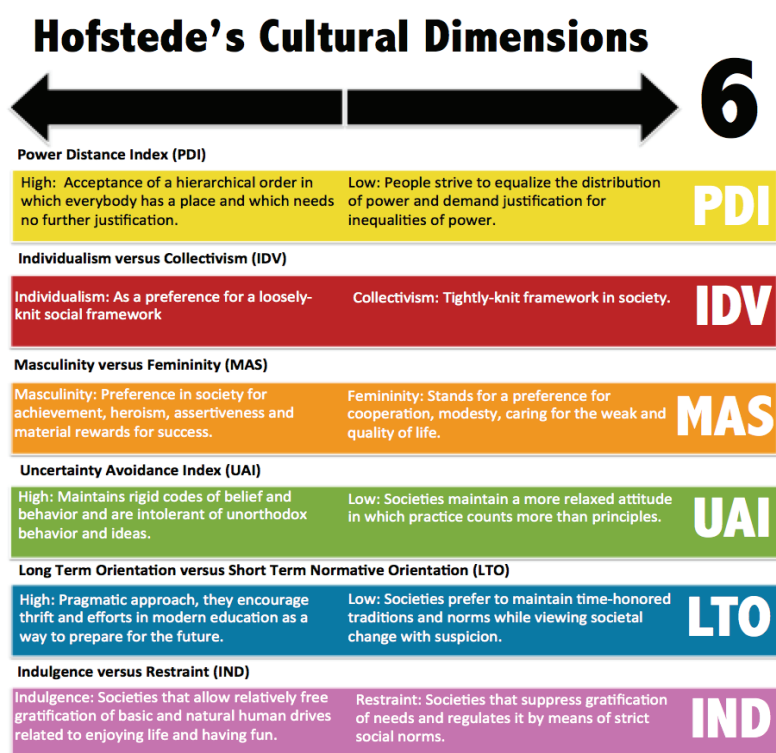 Hofstede's Cultural Dimensions
6
Power Distance Index (PDI)
High: Acceptance of a hierarchical order in
which everybody has a place and which needs
no further justification.
Low: People strive to equalize the distribution
of power and demand justification for
inequalities of power.
PDI
Individualism versus Collectivism (IDV)
Individualism: As a preference for a loosely-
knit social framework
Collectivism: Tightly-knit framework in society.
IDV
Masculinity versus Femininity (MAS)
Masculinity: Preference in society for
achievement, heroism, assertiveness and
material rewards for success.
Femininity: Stands for a preference for
cooperation, modesty, caring for the weak and
quality of life.
MAS
Uncertainty Avoidance Index (UAI)
High: Maintains rigid codes of belief and
behavior and are intolerant of unorthodox
behavior and ideas.
Low: Societies maintain a more relaxed attitude
in which practice counts more than principles.
UAI
Long Term Orientation versus Short Term Normative Orientation (LTO)
High: Pragmatic approach, they encourage
thrift and efforts in modern education as a
way to prepare for the future.
Low: Societies prefer to maintain time-honored
traditions and norms while viewing societal
change with suspicion.
LTO
Indulgence versus Restraint (IND)
Indulgence: Societies that allow relatively free
gratification of basic and natural human drives
related to enjoying life and having fun.
Restraint: Societies that suppress gratification
of needs and regulates it by means of strict
social norms.
IND